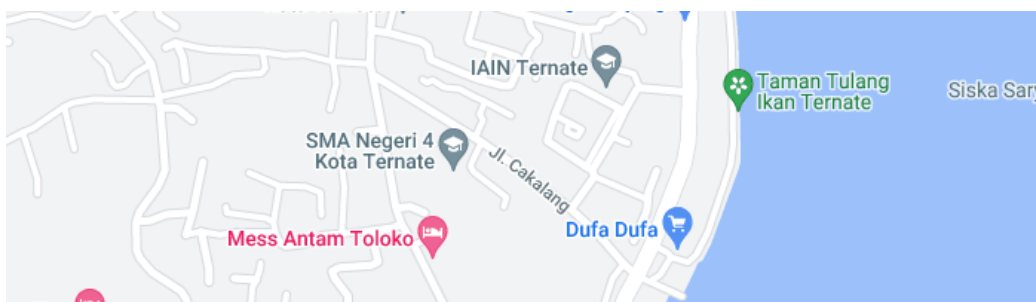 IAIN Ternate
Taman Tulang
Ikan Ternate
Siska Sary
SMA Negeri 4
Kota Ternate
Jl. Cakalang
Dufa Dufa
Mess Antam Toloko